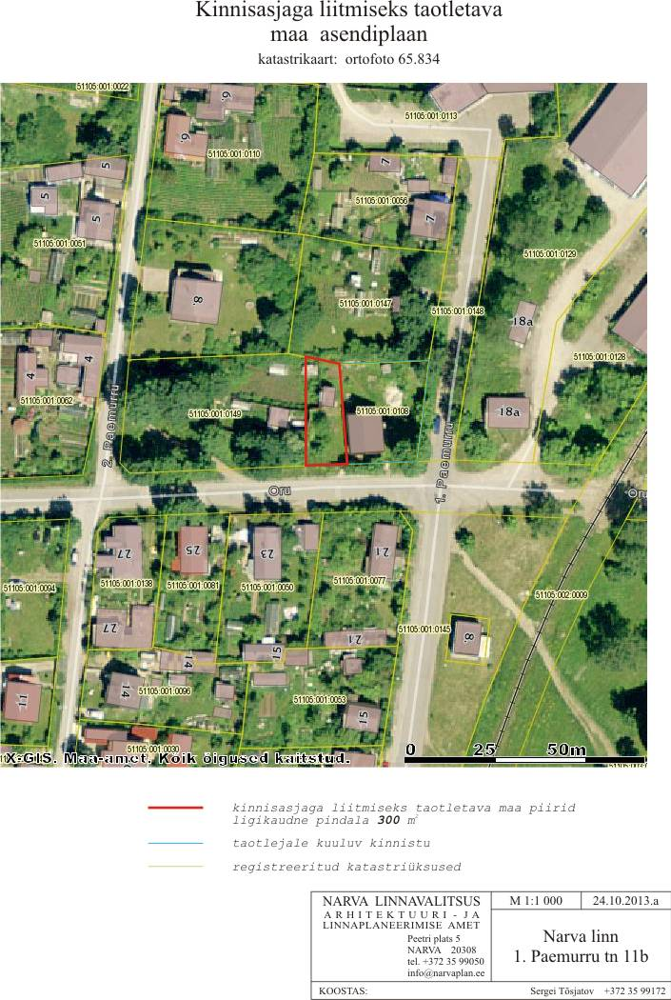 Kinnisasjaga liitmiseks taotletava
maa asendiplaan
katastrikaart: ortofoto 65.834
51105:001:0022
51105:001:0113
9
9
51105:001:0110
5
5
5
7
51105:001:0056
7
51105:001:0051
51105:001:0129
8
51105:001:0147
51105:001:0148
18a
4
4
51105:001:0128
51105:001:0062
2. Paemurru
51105:001:0149
51105:001:0108
18a
1. Paemurru
Oru
Oru
27
25
23
21
51105:001:0094
51105:001:0138
51105:001:0081
51105:001:0050
51105:001:0077
51105:002:0009
27
51105:001:0145
8
21
14
15
14
51105:001:0096
11
51105:001:0053
15
51105:001:0030
X-GIS. Maa-amet. Kõik õigused kaitstud.
0 25 50m
kinnisasjaga liitmiseks taotletava maa piirid
ligikaudne pindala 300 m²
taotlejale kuuluv kinnistu
registreeritud katastriüksused
NARVA LINNAVALITSUS
ARHITEKTUURI-JA
LINNAPLANEERIMISE AMET
Peetri plats 5
NARVA 20308
tel. +372 35 99050
info@narvaplan.ee
M 1:1 000
24.10.2013.a
Narva linn
1. Paemurru tn 11b
KOOSTAS: Sergei Tõsjatov +372 35 99172